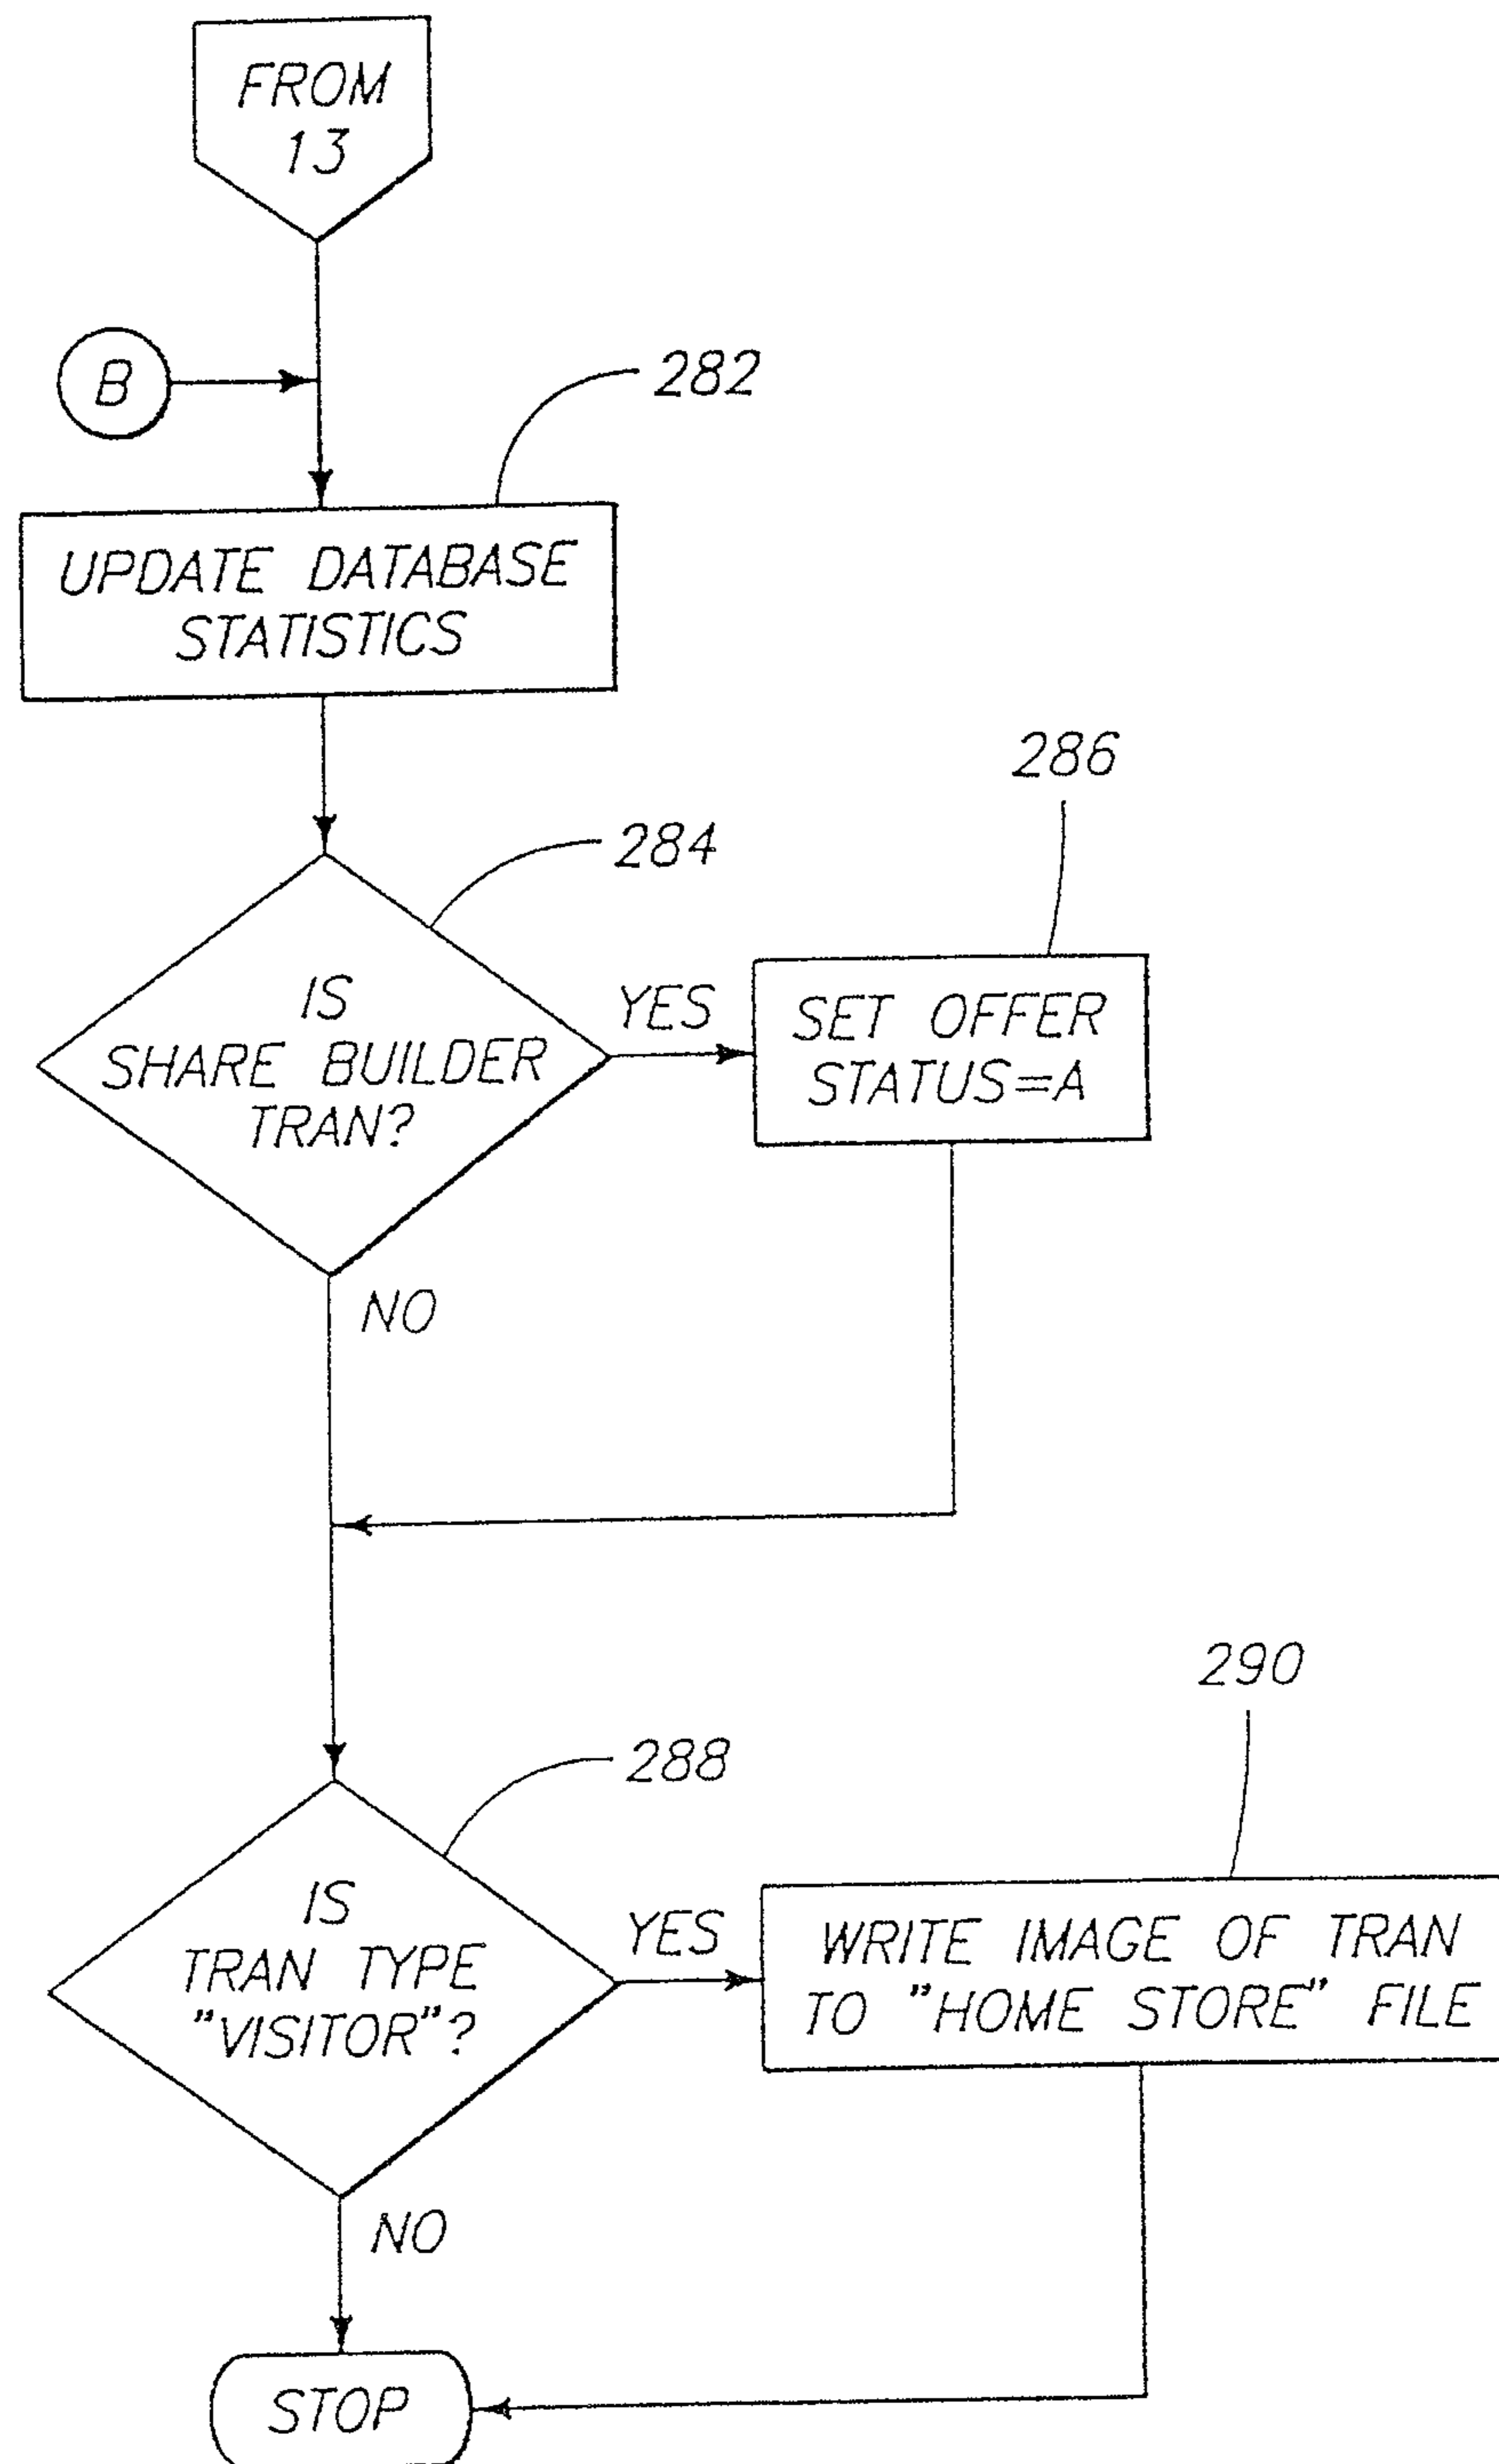 FROM
13
B
282
UPDATE DATABASE
STATISTICS
286
284
IS
SHARE BUILDER
TRAN?
YES
SET OFFER
STATUS=A
NO
290
288
IS
TRAN TYPE
"VISITOR"?
YES
WRITE IMAGE OF TRAN
TO "HOME STORE" FILE
NO
STOP